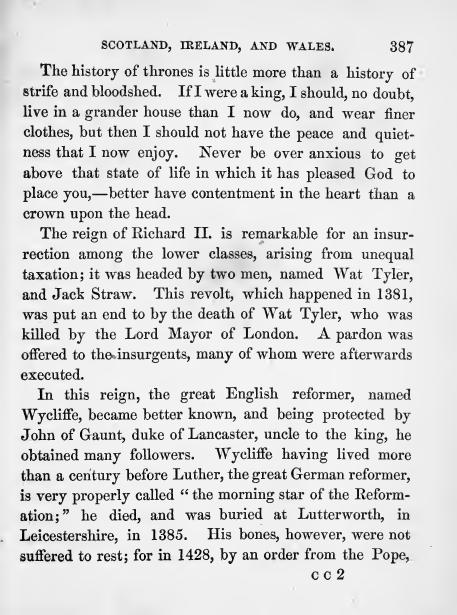 SCOTLAND, IRELAND, AND WALES. 387
The history of thrones is little more than a history of
strife and bloodshed. If I were a king, I should, no doubt,
live in a grander house than I now do, and wear finer
clothes, but then I should not have the peace and quiet-
ness that I now enjoy. Never be over anxious to get
above that state of life in which it has pleased God to
place you,—better have contentment in the heart than a
crown upon the head.
The reign of Richard II. is remarkable for an insur-
rection among the lower classes, arising from unequal
taxation; it was headed by two men, named Wat Tyler,
and Jack Straw. This revolt, which happened in 1381,
was put an end to by the death of Wat Tyler, who was
killed by the Lord Mayor of London. A pardon was
offered to the insurgents, many of whom were afterwards
executed.
In this reign, the great English reformer, named
Wycliffe, became better known, and being protected by
John of Gaunt, duke of Lancaster, uncle to the king, he
obtained many followers. Wycliffe having lived more
than a century before Luther, the great German reformer,
is very properly called "the morning star of the Reform-
ation;" he died, and was buried at Lutterworth, in
Leicestershire, in 1385. His bones, however, were not
suffered to rest; for in 1428, by an order from the Pope,
C C 2